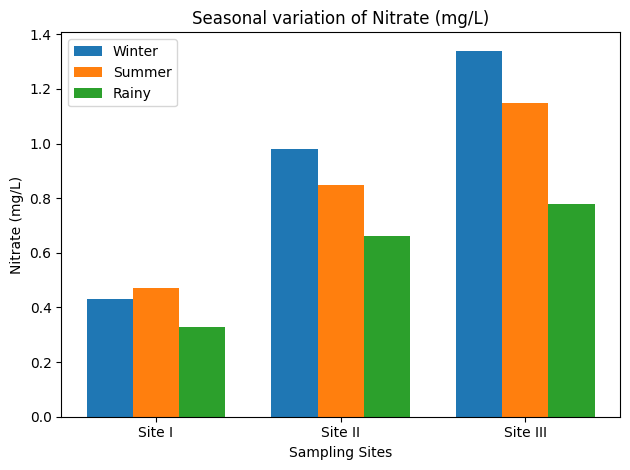 Seasonal variation of Nitrate (mg/L)
Winter
Summer
Rainy
Nitrate (mg/L)
1.4
1.2
1.0
0.8
0.6
0.4
0.2
0.0
Site I
Site II
Site III
Sampling Sites